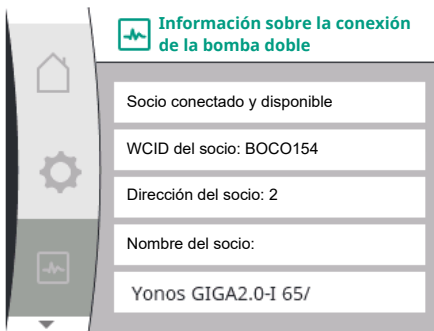 Información sobre la conexión
de la bomba doble
Socio conectado y disponible
WCID del socio: BOCO154
Dirección del socio: 2
Nombre del socio:
Yonos GIGA2.0-I 65/